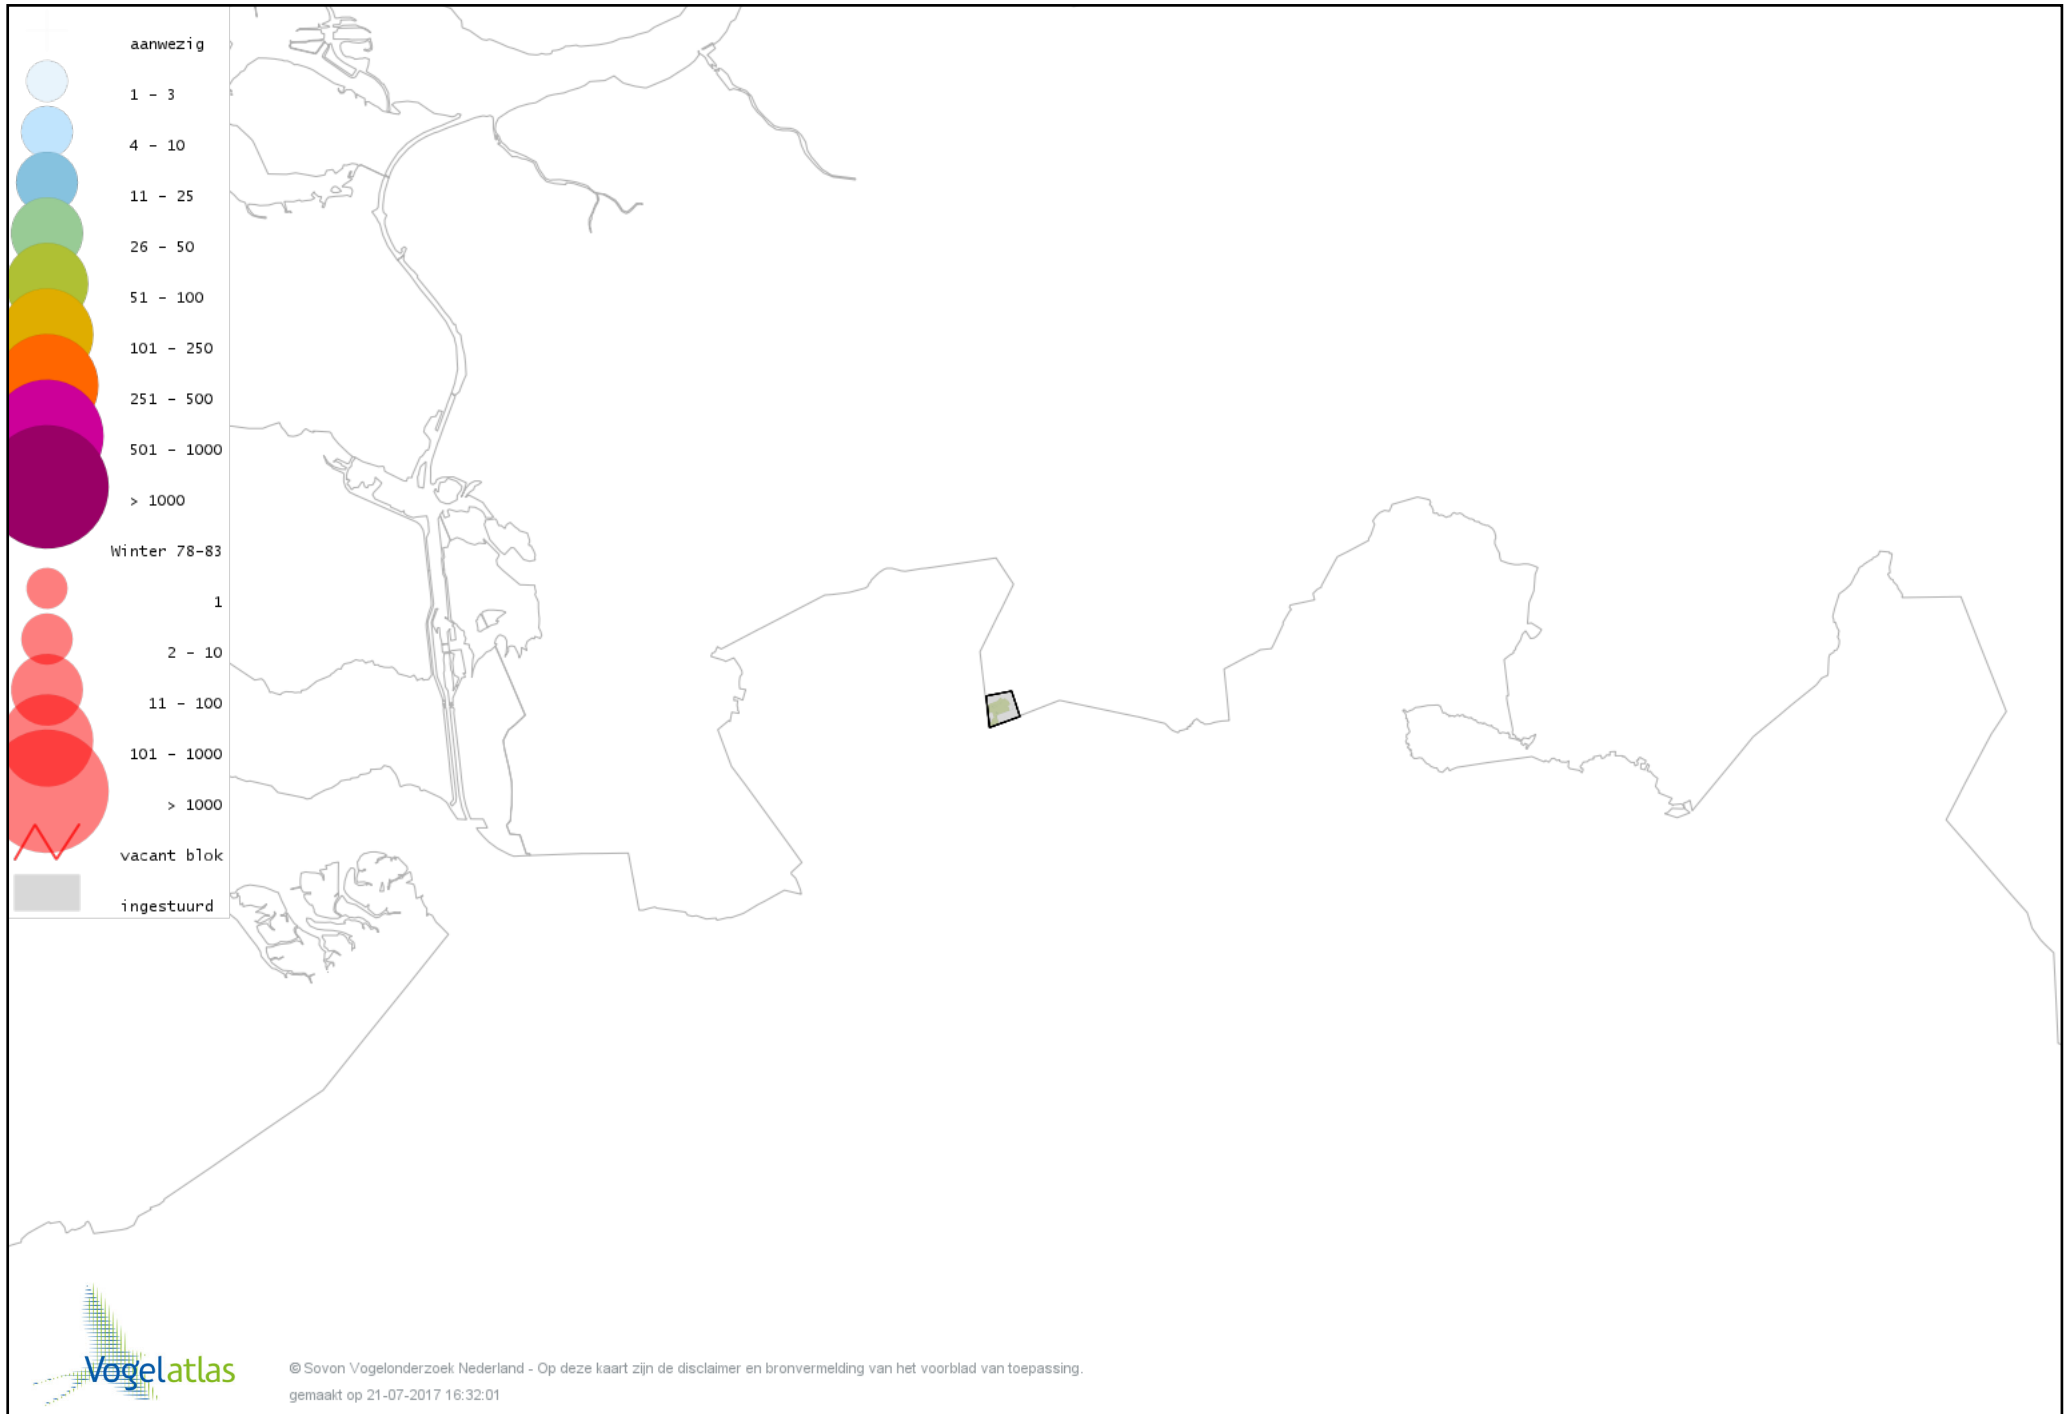 aanwezig
1 - 3
4 - 10
11 - 25
26 - 50
51 - 100
101 - 250
251 - 500
501 - 1000
> 1000
Winter 78-83
1
2 - 10
11 - 100
101 - 1000
> 1000
vacant blok
ingestuurd
Vogelatlas
© Sovon Vogelonderzoek Nederland - Op deze kaart zijn de disclaimer en bronvermelding van het voorblad van toepassing.
gemaakt op 21-07-2017 16:32:01